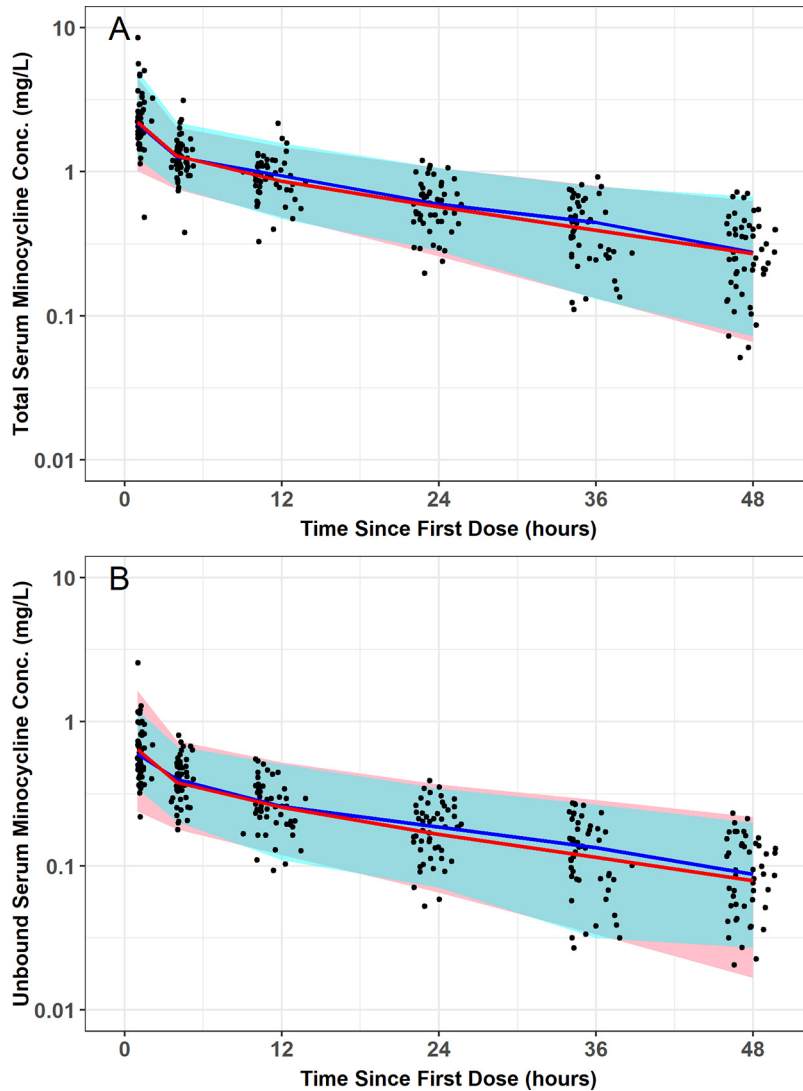 A
10
1
0.1
0.01
Total Serum Minocycline Conc. (mg/L)
0 12 24 36 48
Time Since First Dose (hours)
B
10
1
0.1
0.01
Unbound Serum Minocycline Conc. (mg/L)
0 12 24 36 48
Time Since First Dose (hours)